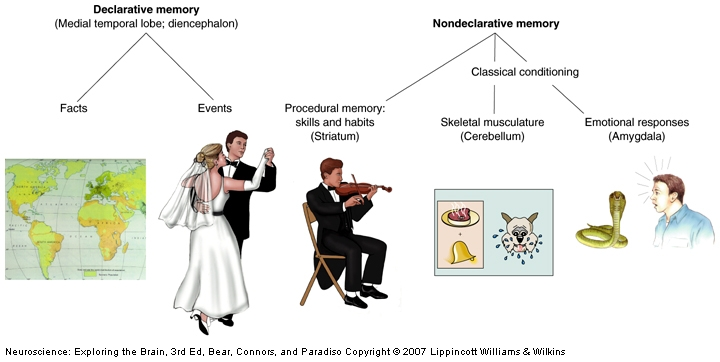 Declarative memory
(Medial temporal lobe; diencephalon)
Nondeclarative memory
Classical conditioning
Facts
Events
Procedural memory:
skills and habits
(Striatum)
Skeletal musculature
(Cerebellum)
Emotional responses
(Amygdala)
+
Neuroscience: Exploring the Brain, 3rd Ed, Bear, Connors, and Paradiso Copyright © 2007 Lippincott Williams & Wilkins